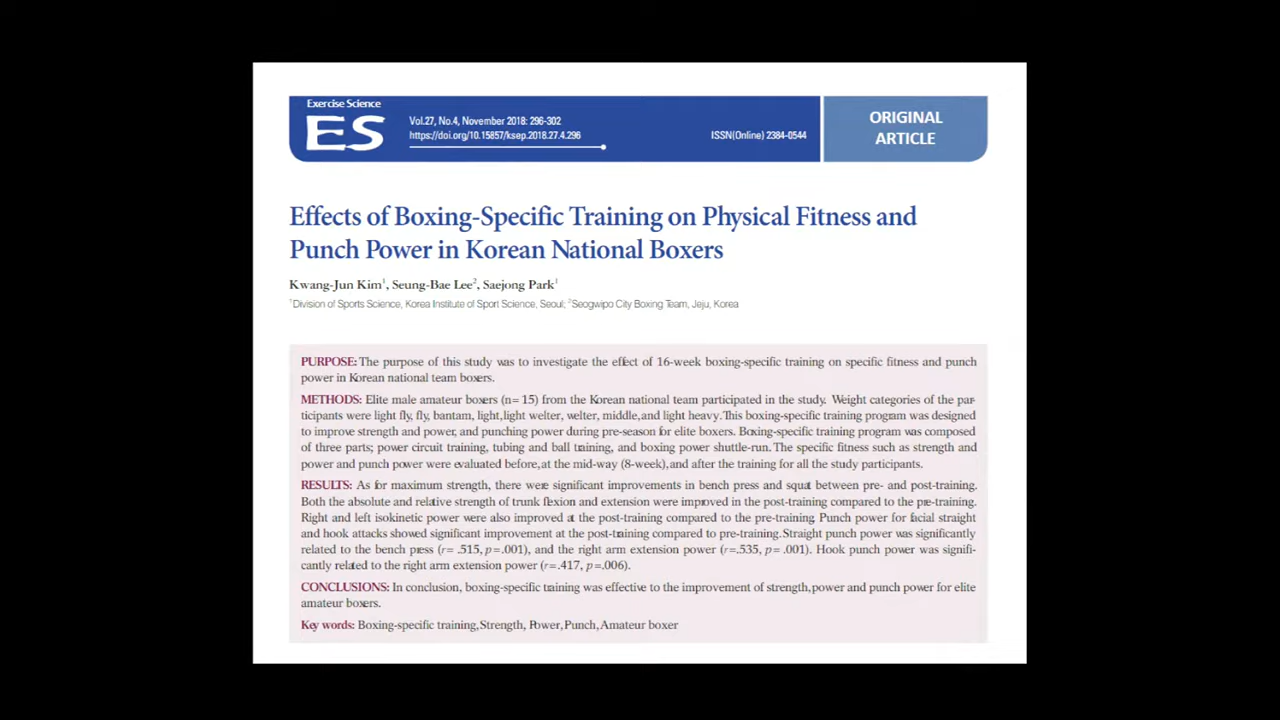 Exercise Science
ES
Vol.27, No.4, November 2018: 296-302
https://doi.org/10.15857/ksep.2018.27.4.296
ISSN(Online) 2384-0544
ORIGINAL
ARTICLE
Effects of Boxing-Specific Training on Physical Fitness and
Punch Power in Korean National Boxers
Kwang-Jun Kim1, Seung-Bae Lee2, Saejong Park1
1Division of Sports Science, Korea Institute of Sport Science, Seoul; 2Seogwipo City Boxing Team, Jeju, Korea
PURPOSE: The purpose of this study was to investigate the effect of 16-week boxing-specific training on specific fitness and punch
power in Korean national team boxers.
METHODS: Elite male amateur boxers (n= 15) from the Korean national team participated in the study. Weight categories of the par-
ticipants were light fly, fly, bantam, light, light welter, welter, middle, and light heavy. This boxing-specific training program was designed
to improve strength and power, and punching power during pre-season for elite boxers. Boxing-specific training program was composed
of three parts; power circuit training, tubing and ball training, and boxing power shuttle-run. The specific fitness such as strength and
power and punch power were evaluated before, at the mid-way (8-week), and after the training for all the study participants.
RESULTS: As for maximum strength, there were significant improvements in bench press and squat between pre- and post-training.
Both the absolute and relative strength of trunk flexion and extension were improved in the post-training compared to the pre-training.
Right and left isokinetic power were also improved at the post-training compared to the pre-training. Punch power for facial straight
and hook attacks showed significant improvement at the post-training compared to pre-training. Straight punch power was significantly
related to the bench press (r= .515, p=.001), and the right arm extension power (r=.535, p= .001). Hook punch power was signifi-
cantly related to the right arm extension power (r=.417, p=.006).
CONCLUSIONS: In conclusion, boxing-specific training was effective to the improvement of strength, power and punch power for elite
amateur boxers.
Key words: Boxing-specific training, Strength, Power, Punch, Amateur boxer